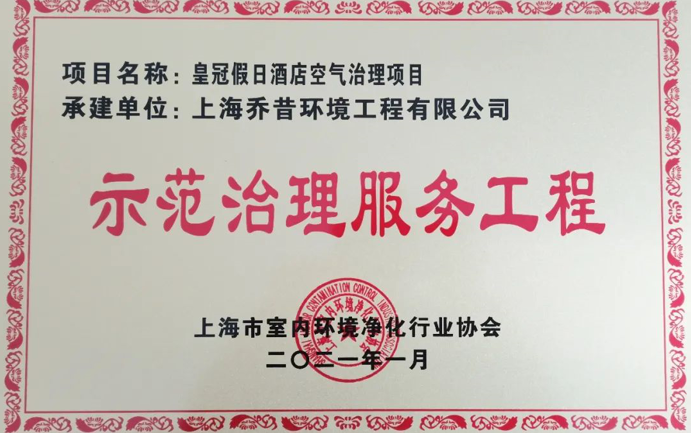 项目名称：皇冠假日酒店空气治理项目
承建单位：上海乔昔环境工程有限公司
示范治理服务工程
上海市室内环境净化行业协会
二〇二一年一月